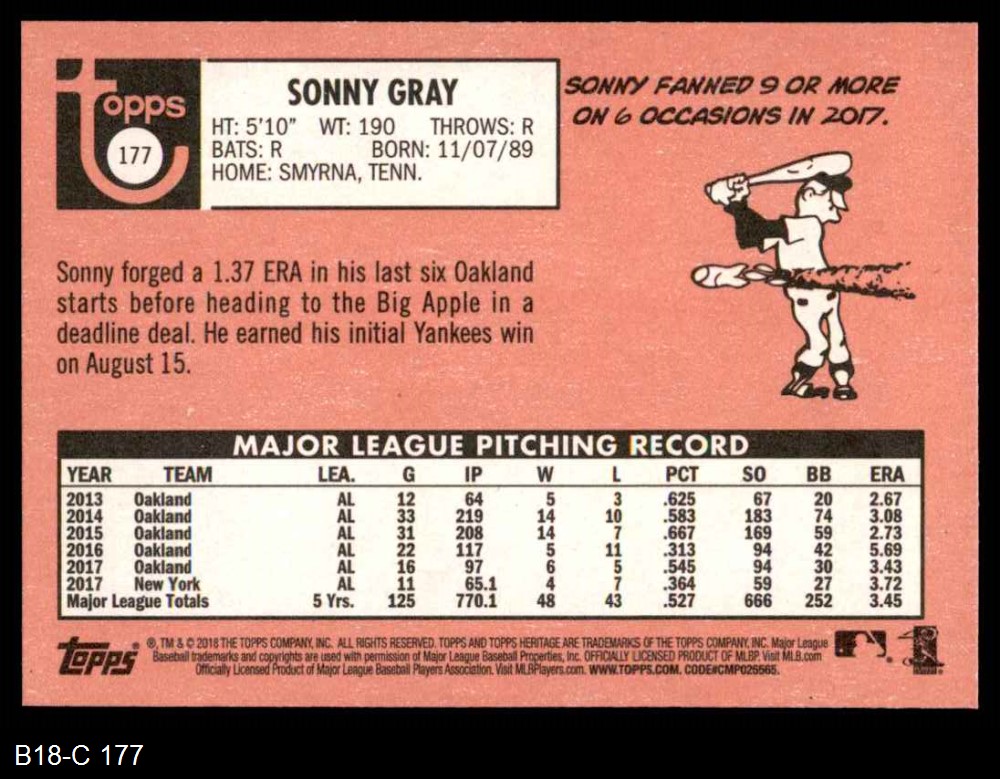 Topps
177
SONNY GRAY
HT: 5'10" WT: 190 THROWS: R
BATS: R BORN: 11/07/89
HOME: SMYRNA, TENN.
SONNY FANNED 9 OR MORE
ON 6 OCCASIONS IN 2017.
Sonny forged a 1.37 ERA in his last six Oakland
starts before heading to the Big Apple in a
deadline deal. He earned his initial Yankees win
on August 15.
MAJOR LEAGUE PITCHING RECORD
YEAR TEAM LEA. G IP W L PCT SO BB ERA
2013 Oakland AL 12 64 5 3 .625 67 20 2.67
2014 Oakland AL 33 219 14 10 .583 183 74 3.08
2015 Oakland AL 31 208 14 7 .667 169 59 2.73
2016 Oakland AL 22 117 5 11 .313 94 42 5.69
2017 Oakland AL 16 97 6 5 .545 94 30 3.43
2017 New York AL 11 65.1 4 7 .364 59 27 3.72
Major League Totals 5 Yrs. 125 770.1 48 43 .527 666 252 3.45
Topps ®, TM & © 2018 THE TOPPS COMPANY, INC. ALL RIGHTS RESERVED. TOPPS AND TOPPS HERITAGE ARE TRADEMARKS OF THE TOPPS COMPANY, INC. Major League
Baseball trademarks and copyrights are used with permission of Major League Baseball Properties, Inc. OFFICIALLY LICENSED PRODUCT OF MLBP. Visit MLB.com
Officially Licensed Product of Major League Baseball Players Association. Visit MLBPlayers.com. WWW.TOPPS.COM. CODE#CMP026565.
B18-C 177